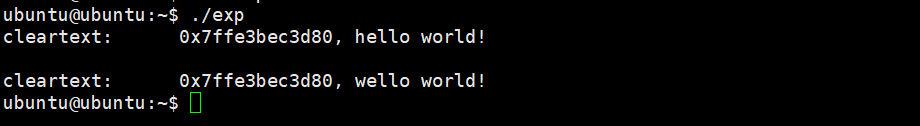 ubuntu@ubuntu:~$ ./exp
cleartext:      0x7ffe3bec3d80, hello world!
cleartext:      0x7ffe3bec3d80, wello world!
ubuntu@ubuntu:~$